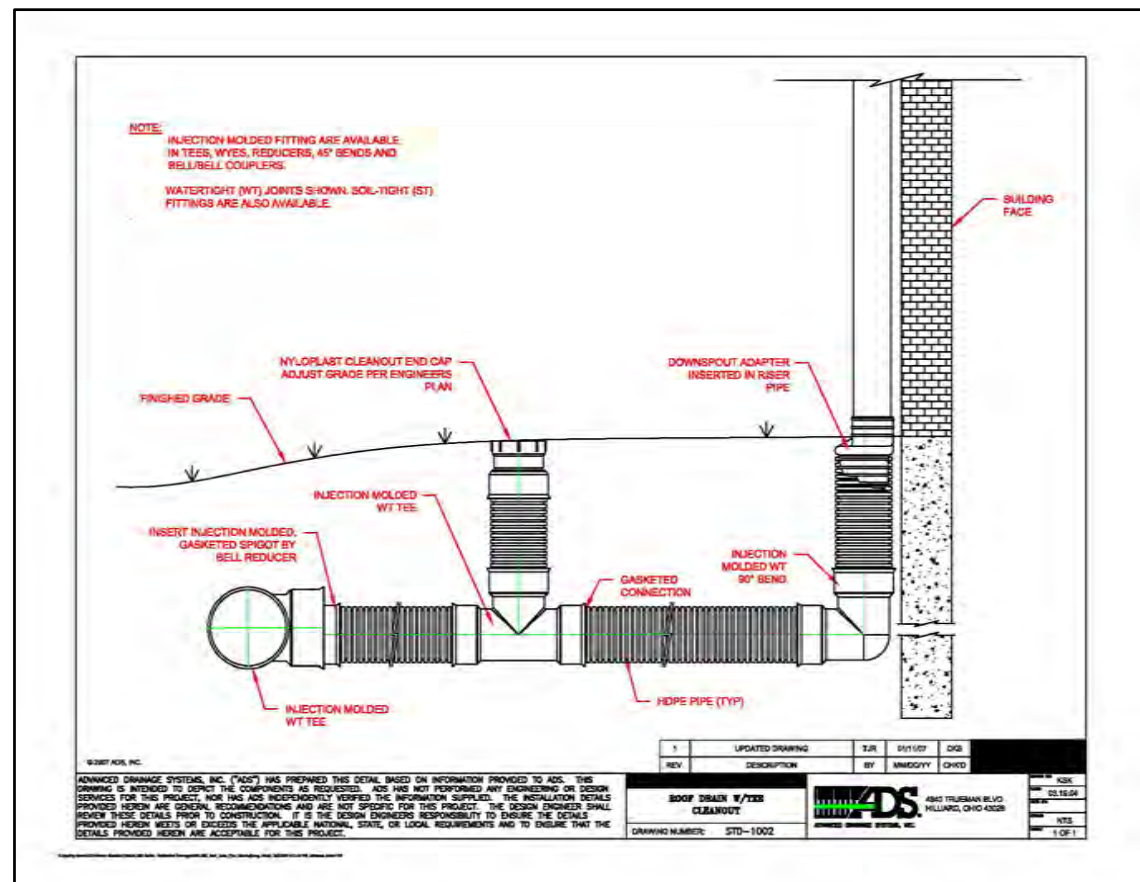 NOTE:
INJECTION MOLDED FITTING ARE AVAILABLE
IN TEES, WYES, REDUCERS, 45° BENDS AND
BELL/BELL COUPLERS.
WATERTIGHT (WT) JOINTS SHOWN. SOIL-TIGHT (ST)
FITTINGS ARE ALSO AVAILABLE.
BUILDING
FACE
NYLOPLAST CLEANOUT END CAP
ADJUST GRADE PER ENGINEERS
PLAN
DOWNSPOUT ADAPTER
INSERTED IN RISER
PIPE
FINISHED GRADE
INJECTION MOLDED
WT TEE
INSERT INJECTION MOLDED,
GASKETED SPIGOT BY
BELL REDUCER
GASKETED
CONNECTION
INJECTION
MOLDED WT
90° BEND
HDPE PIPE (TYP)
INJECTION MOLDED
WT TEE
1 UPDATED DRAWING TJR 01/11/07 CKS
REV. DESCRIPTION BY MM/DD/YY CHK'D
©2007 ADS, INC.
ADVANCED DRAINAGE SYSTEMS, INC. ("ADS") HAS PREPARED THIS DETAIL BASED ON INFORMATION PROVIDED TO ADS. THIS
DRAWING IS INTENDED TO DEPICT THE COMPONENTS AS REQUESTED. ADS HAS NOT PERFORMED ANY ENGINEERING OR DESIGN
SERVICES FOR THIS PROJECT, NOR HAS ADS INDEPENDENTLY VERIFIED THE INFORMATION SUPPLIED. THE INSTALLATION DETAILS
PROVIDED HEREIN ARE GENERAL RECOMMENDATIONS AND ARE NOT SPECIFIC FOR THIS PROJECT. THE DESIGN ENGINEER SHALL
REVIEW THESE DETAILS PRIOR TO CONSTRUCTION. IT IS THE DESIGN ENGINEERS RESPONSIBILITY TO ENSURE THE DETAILS
PROVIDED HEREIN MEETS OR EXCEEDS THE APPLICABLE NATIONAL, STATE, OR LOCAL REQUIREMENTS AND TO ENSURE THAT THE
DETAILS PROVIDED HEREIN ARE ACCEPTABLE FOR THIS PROJECT.
ROOF DRAIN W/TEE
CLEANOUT
DRAWING NUMBER: STD-1002
ADS
ADVANCED DRAINAGE SYSTEMS, INC.
4640 TRUEMAN BLVD
HILLIARD, OHIO 43026
KSK
03.19.04
NTS
1 OF 1